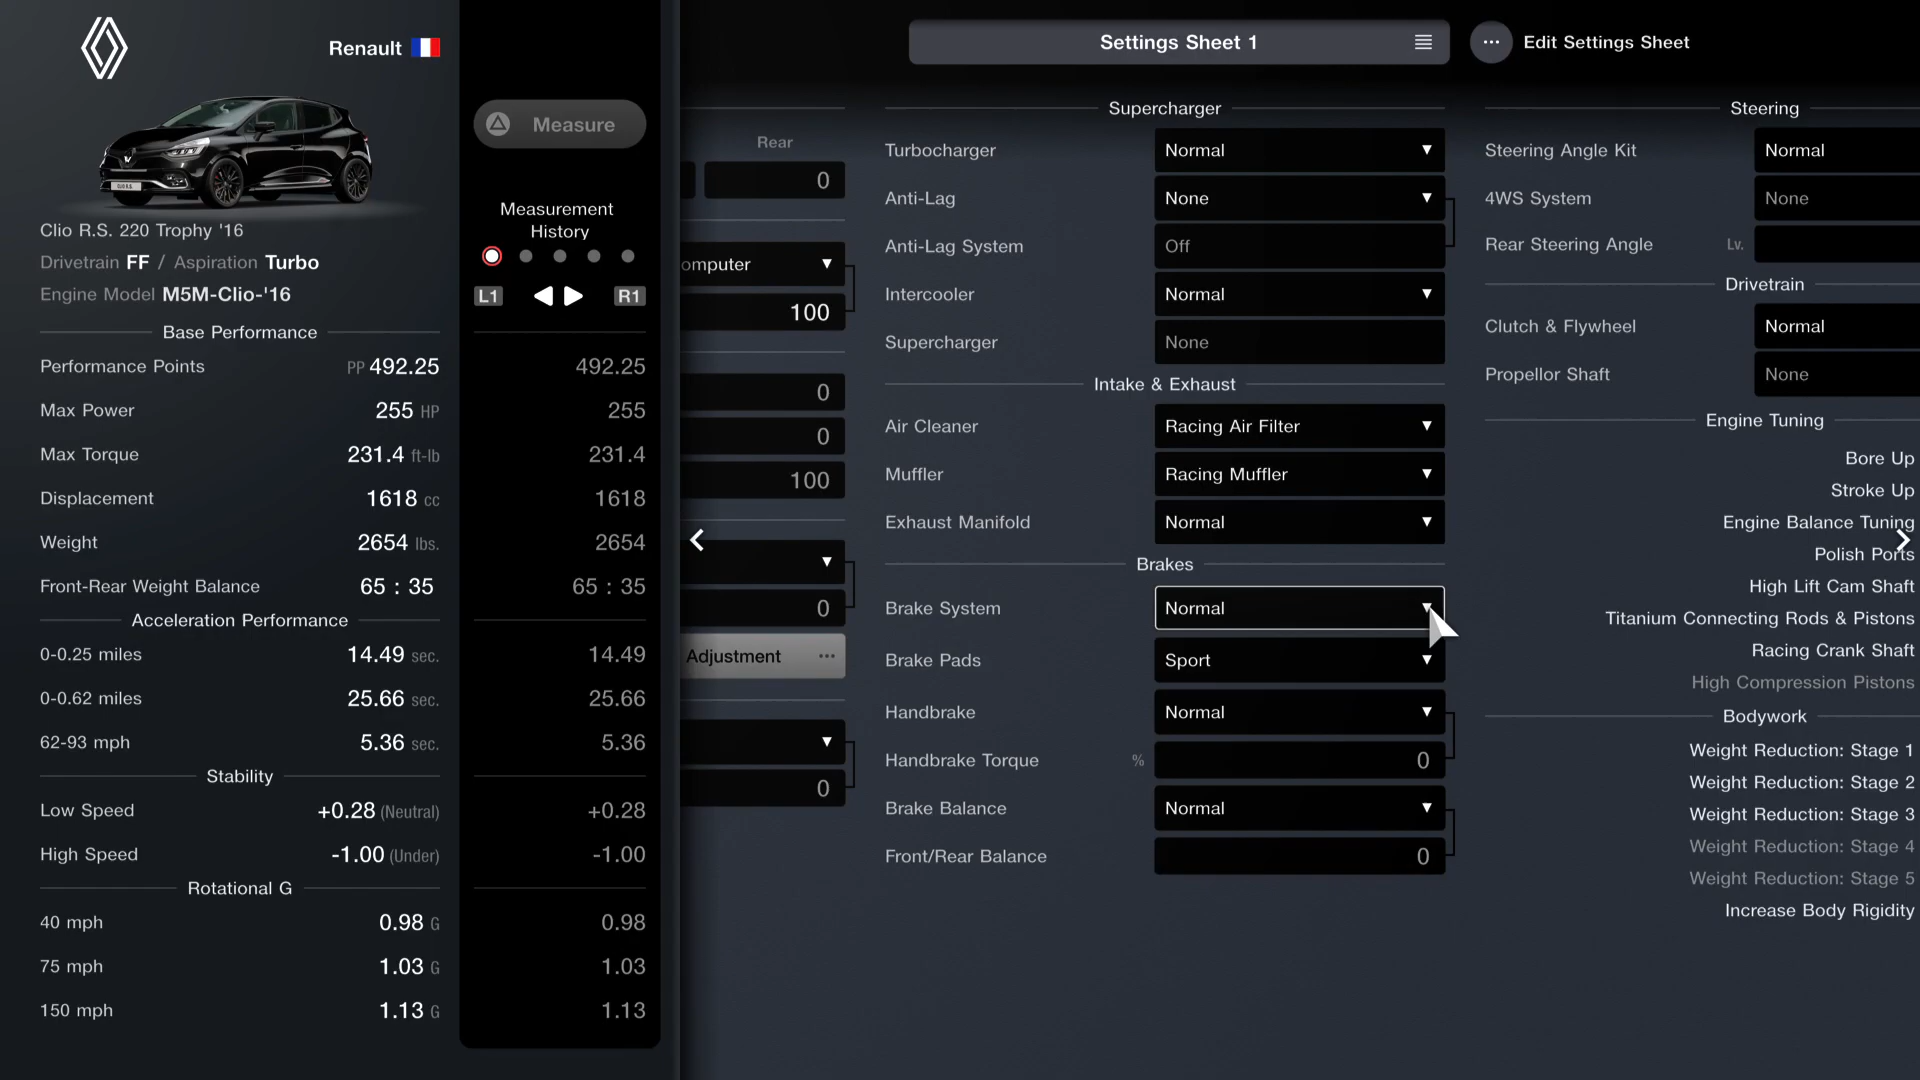 Renault
Clio R.S. 220 Trophy '16
Drivetrain FF / Aspiration Turbo
Engine Model M5M-Clio-'16
Base Performance
Performance Points PP 492.25
Max Power 255 HP
Max Torque 231.4 ft-lb
Displacement 1618 cc
Weight 2654 lbs.
Front-Rear Weight Balance 65 : 35
Acceleration Performance
0-0.25 miles 14.49 sec.
0-0.62 miles 25.66 sec.
62-93 mph 5.36 sec.
Stability
Low Speed +0.28 (Neutral)
High Speed -1.00 (Under)
Rotational G
40 mph 0.98 G
75 mph 1.03 G
150 mph 1.13 G
Measure
Measurement
History
L1 R1
492.25
255
231.4
1618
2654
65 : 35
14.49
25.66
5.36
+0.28
-1.00
0.98
1.03
1.13
Settings Sheet 1
Edit Settings Sheet
Rear
0
omputer
100
0
0
100
0
Adjustment
0
Supercharger
Turbocharger Normal
Anti-Lag None
Anti-Lag System Off
Intercooler Normal
Supercharger None
Intake & Exhaust
Air Cleaner Racing Air Filter
Muffler Racing Muffler
Exhaust Manifold Normal
Brakes
Brake System Normal
Brake Pads Sport
Handbrake Normal
Handbrake Torque % 0
Brake Balance Normal
Front/Rear Balance 0
Steering
Steering Angle Kit Normal
4WS System None
Rear Steering Angle Lv.
Drivetrain
Clutch & Flywheel Normal
Propellor Shaft None
Engine Tuning
Bore Up
Stroke Up
Engine Balance Tuning
Polish Ports
High Lift Cam Shaft
Titanium Connecting Rods & Pistons
Racing Crank Shaft
High Compression Pistons
Bodywork
Weight Reduction: Stage 1
Weight Reduction: Stage 2
Weight Reduction: Stage 3
Weight Reduction: Stage 4
Weight Reduction: Stage 5
Increase Body Rigidity